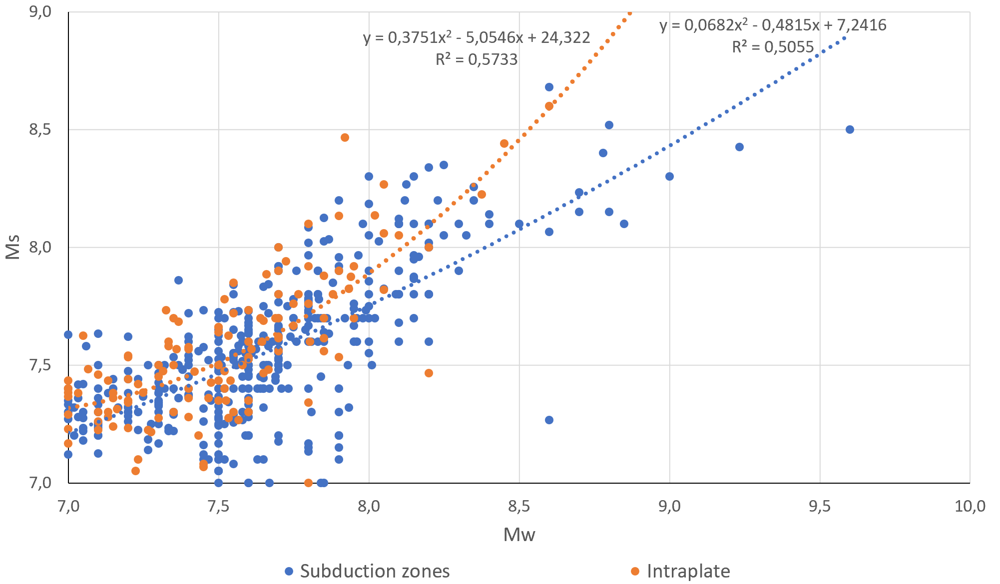 9,0
8,5
8,0
7,5
7,0
Ms
y = 0,3751x² - 5,0546x + 24,322
R² = 0,5733
y = 0,0682x² - 0,4815x + 7,2416
R² = 0,5055
7,0 7,5 8,0 8,5 9,0 9,5 10,0
Mw
Subduction zones Intraplate